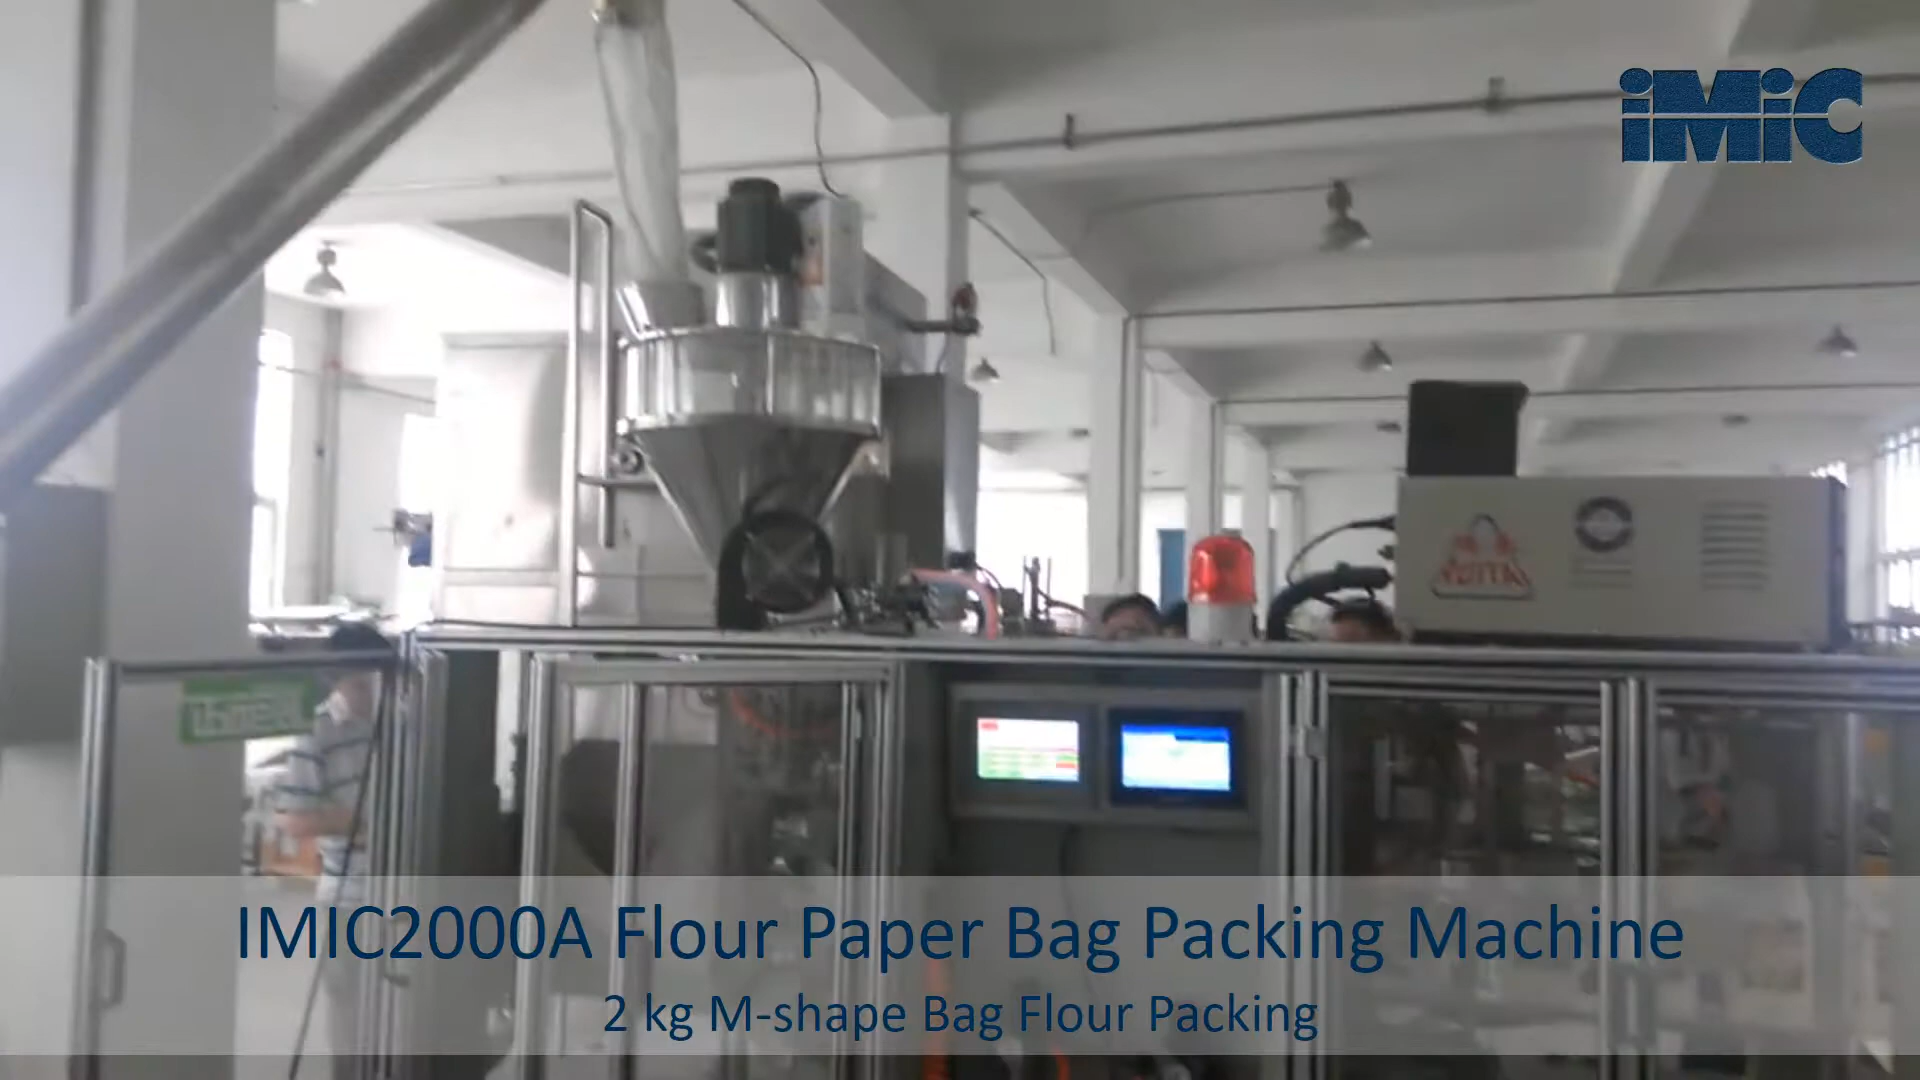 iMiC
IMIC2000A Flour Paper Bag Packing Machine
2 kg M-shape Bag Flour Packing